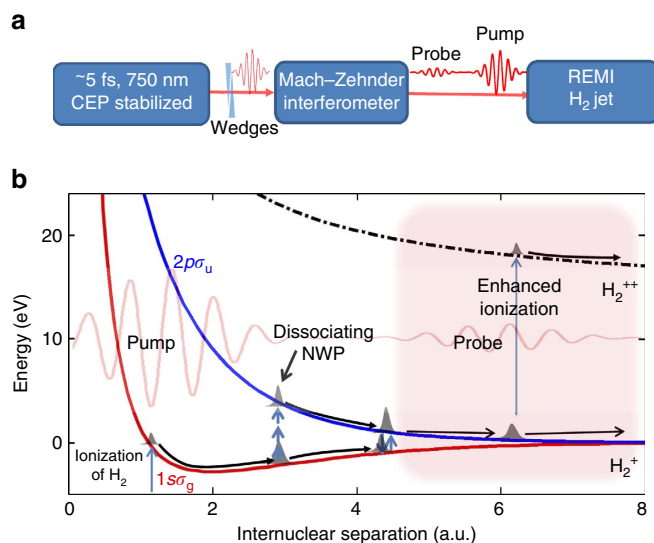 a
~5 fs, 750 nm
CEP stabilized
Wedges
Mach–Zehnder
interferometer
Probe
Pump
REMI
H2 jet
b
Energy (eV)
20
10
0
2pσu
Pump
Dissociating
NWP
Enhanced
ionization
Probe
H2++
H2+
Ionization
of H2
1sσg
0
2
4
6
8
Internuclear separation (a.u.)